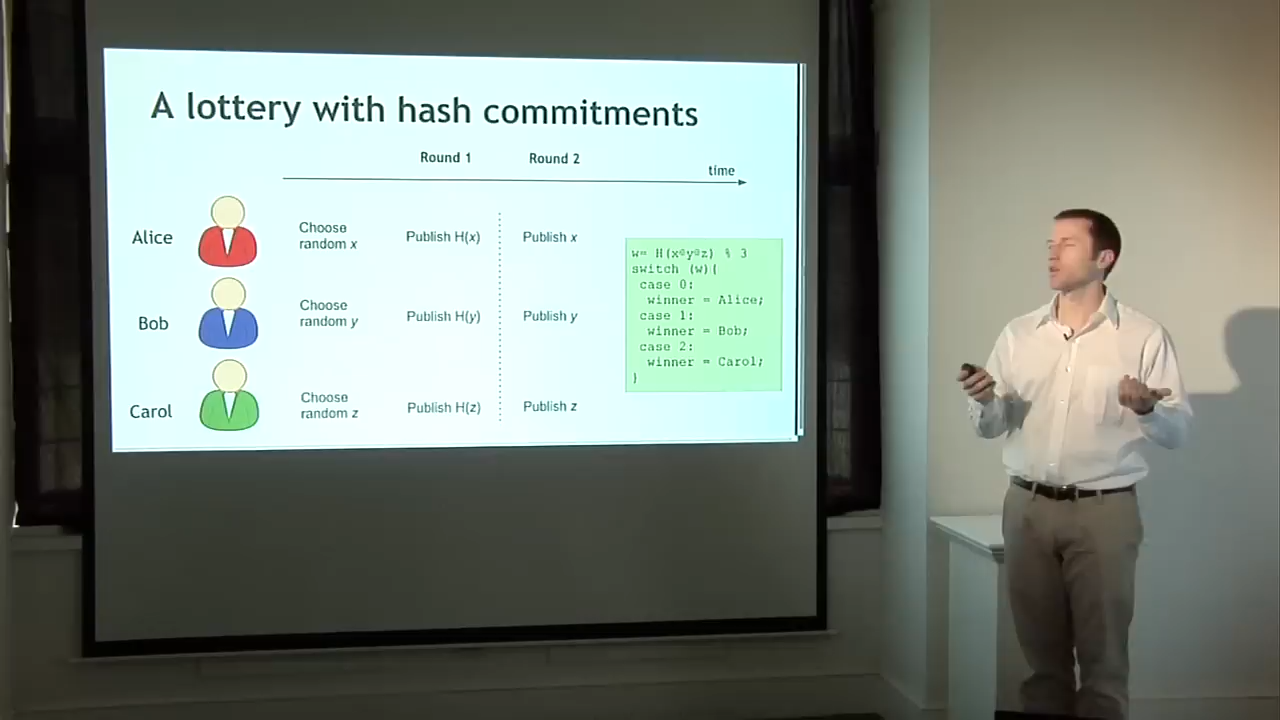 A lottery with hash commitments
Round 1 Round 2
time
Alice Choose random x Publish H(x) Publish x
Bob Choose random y Publish H(y) Publish y
Carol Choose random z Publish H(z) Publish z
switch (w){
case 0:
winner = Alice;
case 1:
winner = Bob;
case 2:
winner = Carol;
}